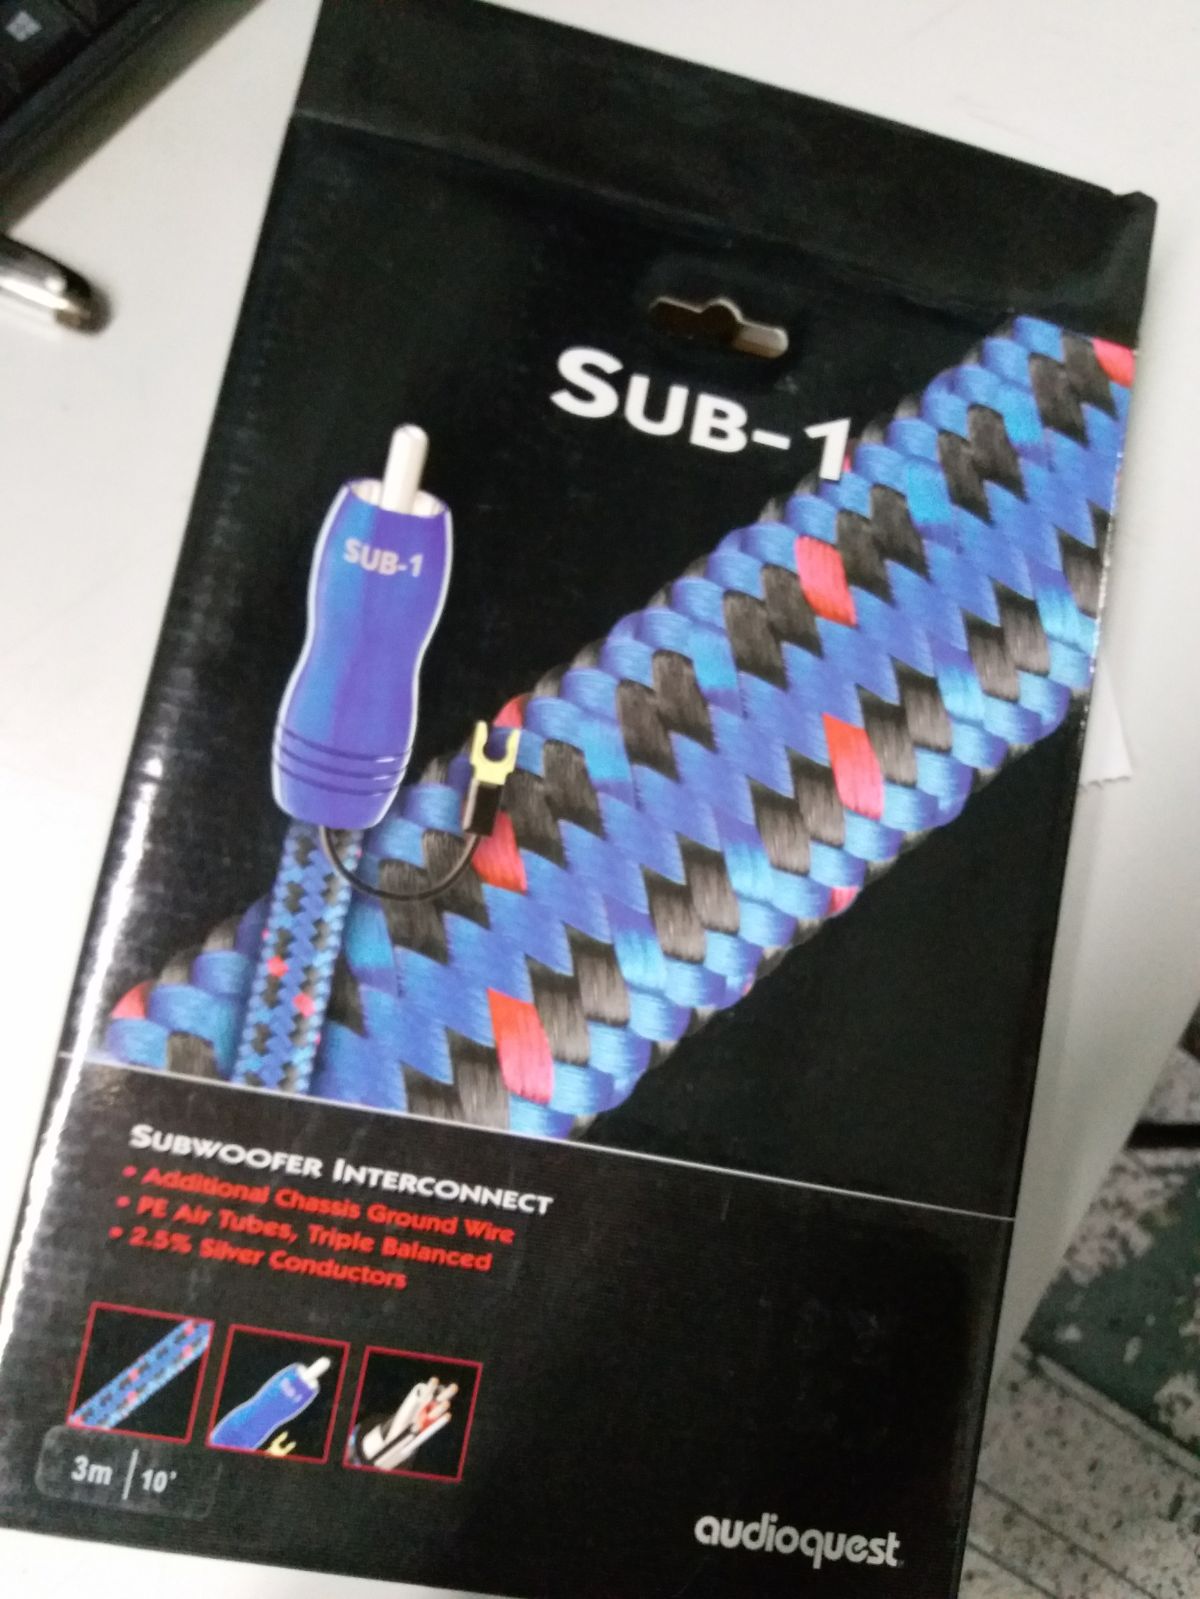 SUB-1
SUB-1
SUBWOOFER INTERCONNECT
• Additional Chassis Ground Wire
• PE Air Tubes, Triple Balanced
• 2.5% Silver Conductors
3m | 10'
audioquest